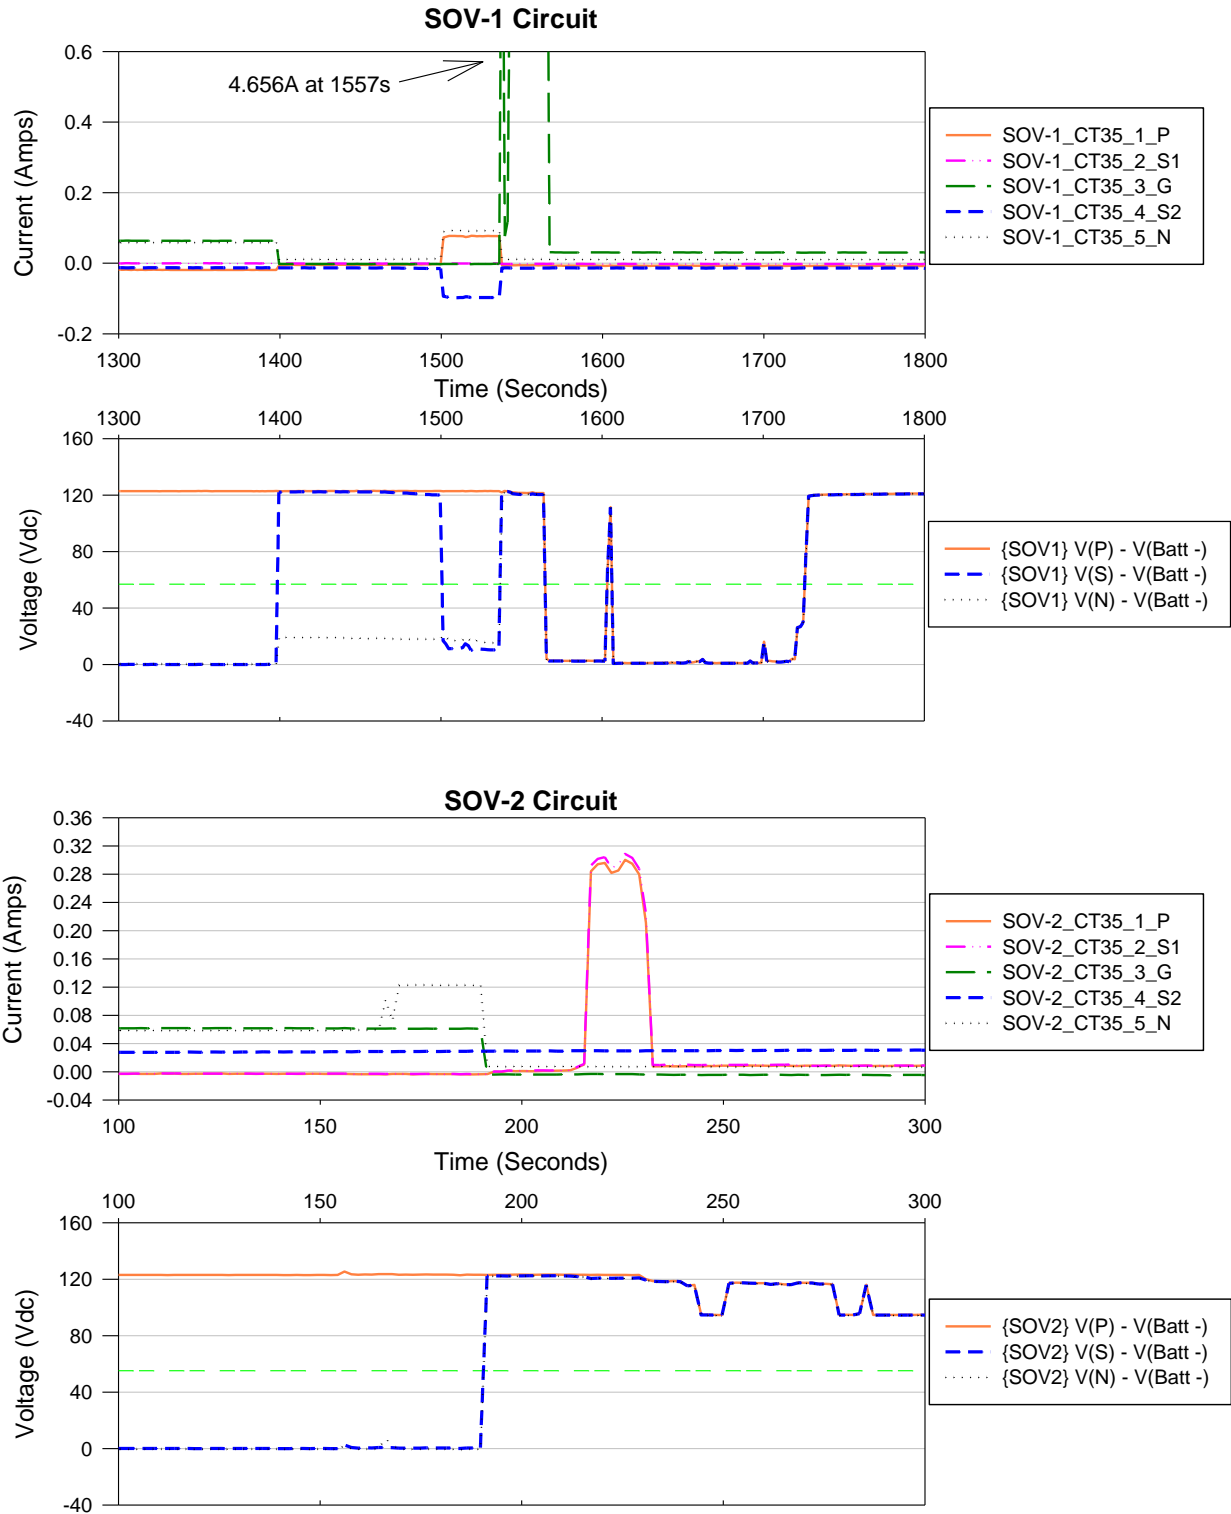 SOV-1 Circuit
0.6
4.656A at 1557s
0.4
0.2
0.0
-0.2
Current (Amps)
1300 1400 1500 1600 1700 1800
Time (Seconds)
SOV-1_CT35_1_P
SOV-1_CT35_2_S1
SOV-1_CT35_3_G
SOV-1_CT35_4_S2
SOV-1_CT35_5_N
1300 1400 1500 1600 1700 1800
160
120
80
40
0
-40
Voltage (Vdc)
{SOV1} V(P) - V(Batt -)
{SOV1} V(S) - V(Batt -)
{SOV1} V(N) - V(Batt -)
SOV-2 Circuit
0.36
0.32
0.28
0.24
0.20
0.16
0.12
0.08
0.04
0.00
-0.04
Current (Amps)
100 150 200 250 300
Time (Seconds)
SOV-2_CT35_1_P
SOV-2_CT35_2_S1
SOV-2_CT35_3_G
SOV-2_CT35_4_S2
SOV-2_CT35_5_N
100 150 200 250 300
160
120
80
40
0
-40
Voltage (Vdc)
{SOV2} V(P) - V(Batt -)
{SOV2} V(S) - V(Batt -)
{SOV2} V(N) - V(Batt -)